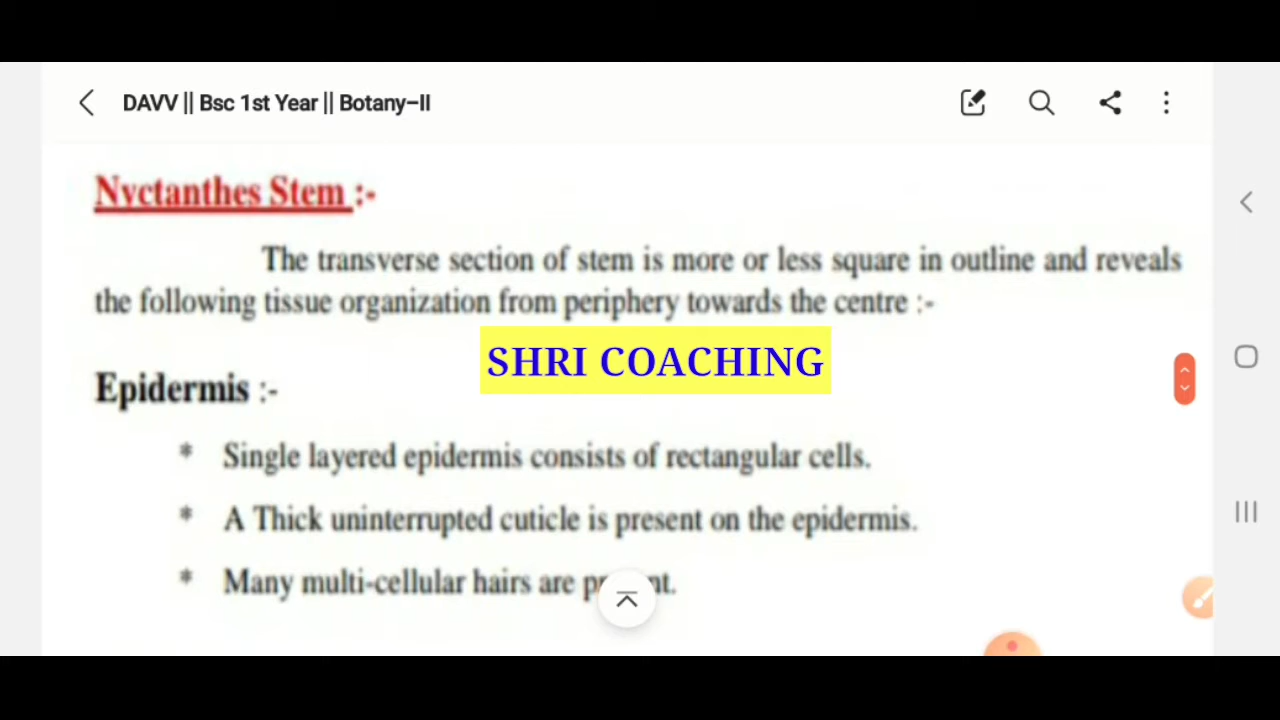 DAVV || Bsc 1st Year || Botany-II
Nyctanthes Stem :-
The transverse section of stem is more or less square in outline and reveals
the following tissue organization from periphery towards the centre :-
SHRI COACHING
Epidermis :-
* Single layered epidermis consists of rectangular cells.
* A Thick uninterrupted cuticle is present on the epidermis.
* Many multi-cellular hairs are present.